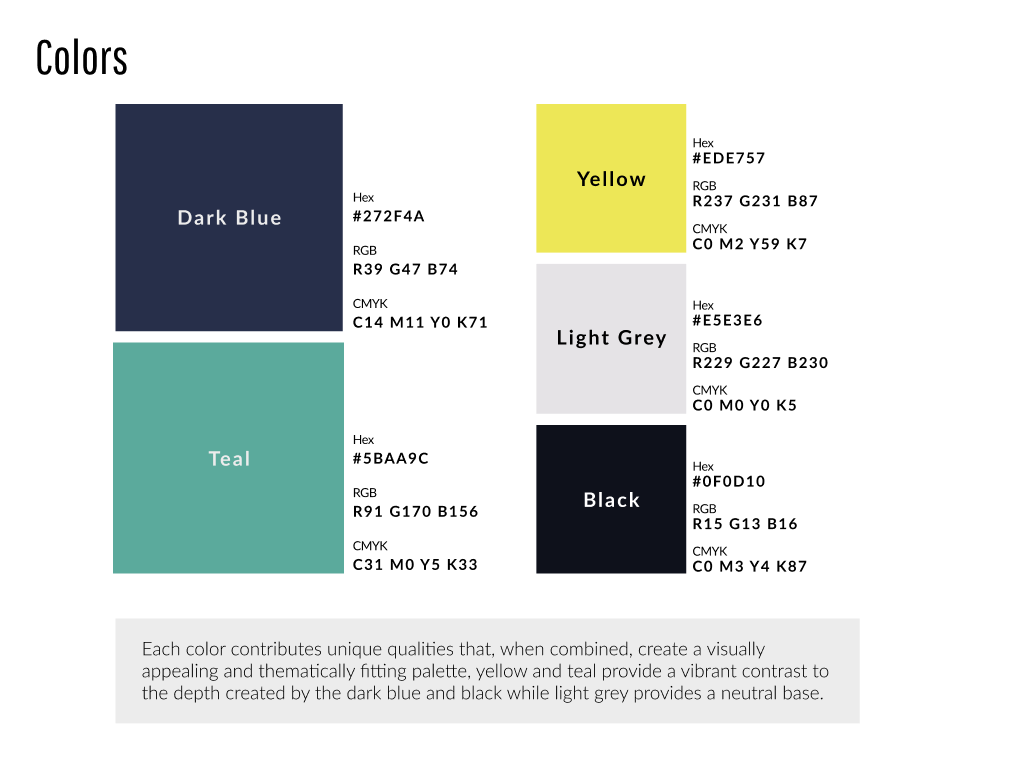 Colors
Dark Blue
Hex
#272F4A
RGB
R39 G47 B74
CMYK
C14 M11 Y0 K71
Teal
Hex
#5BAA9C
RGB
R91 G170 B156
CMYK
C31 M0 Y5 K33
Yellow
Hex
#EDE757
RGB
R237 G231 B87
CMYK
C0 M2 Y59 K7
Light Grey
Hex
#E5E3E6
RGB
R229 G227 B230
CMYK
C0 M0 Y0 K5
Black
Hex
#0F0D10
RGB
R15 G13 B16
CMYK
C0 M3 Y4 K87
Each color contributes unique qualities that, when combined, create a visually
appealing and thematically fitting palette, yellow and teal provide a vibrant contrast to
the depth created by the dark blue and black while light grey provides a neutral base.